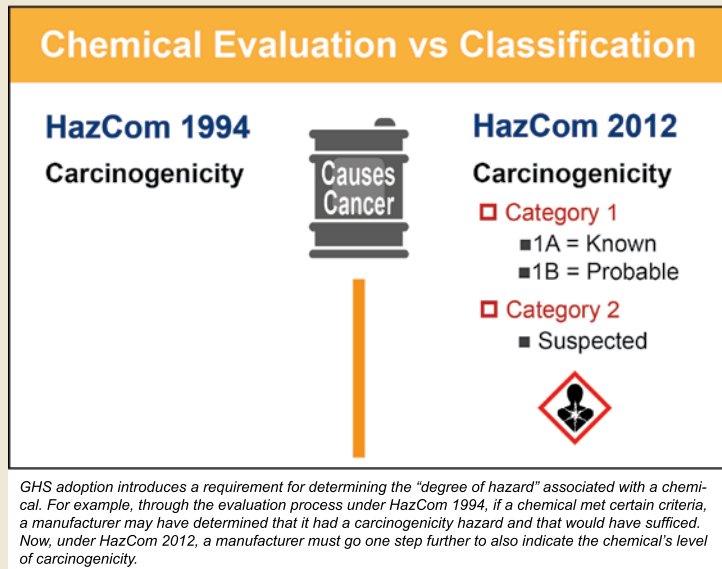 Chemical Evaluation vs Classification
HazCom 1994
Carcinogenicity
Causes
Cancer
HazCom 2012
Carcinogenicity
Category 1
1A = Known
1B = Probable
Category 2
Suspected
GHS adoption introduces a requirement for determining the “degree of hazard” associated with a chemi-
cal. For example, through the evaluation process under HazCom 1994, if a chemical met certain criteria,
a manufacturer may have determined that it had a carcinogenicity hazard and that would have sufficed.
Now, under HazCom 2012, a manufacturer must go one step further to also indicate the chemical’s level
of carcinogenicity.